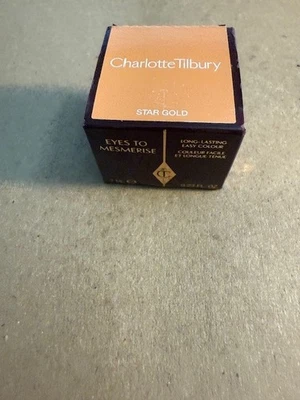 CharlotteTilbury
STAR GOLD
EYES TO
MESMERISE
LONG-LASTING
EASY COLOUR
COULEUR FACILE
ET LONGUE TENUE